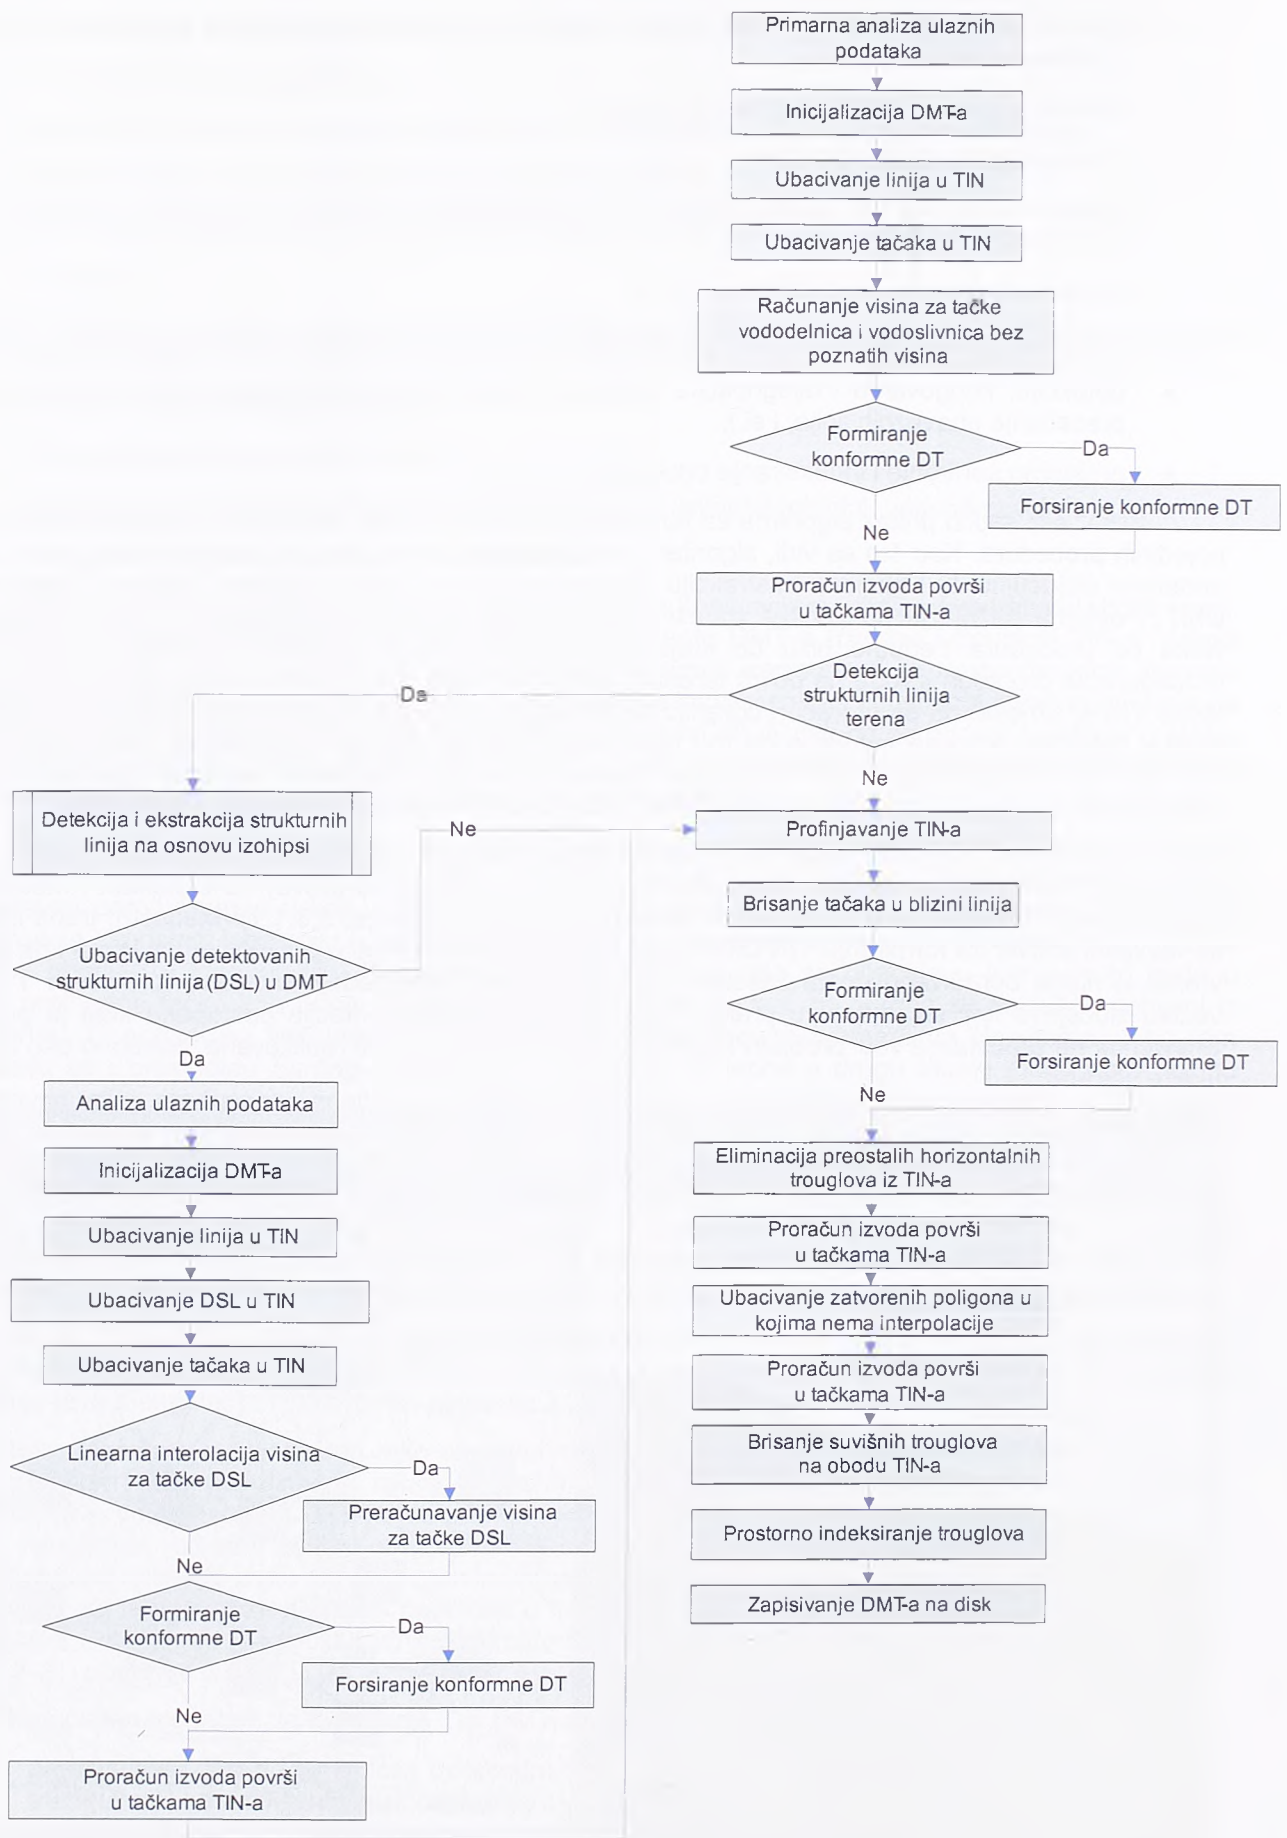 Primarna analiza ulaznih
podataka
Inicijalizacija DMT-a
Ubacivanje linija u TIN
Ubacivanje tačaka u TIN
Računanje visina za tačke
vododelnica i vodoslivnica bez
poznatih visina
Formiranje
konformne DT
Da
Forsiranje konformne DT
Ne
Proračun izvoda površi
u tačkama TIN-a
Detekcija
strukturnih linija
terena
Da
Ne
Detekcija i ekstrakcija strukturnih
linija na osnovu izohipsi
Ne
Ubacivanje detektovanih
strukturnih linija (DSL) u DMT
Da
Analiza ulaznih podataka
Inicijalizacija DMT-a
Ubacivanje linija u TIN
Ubacivanje DSL u TIN
Ubacivanje tačaka u TIN
Linearna interolacija visina
za tačke DSL
Da
Preračunavanje visina
za tačke DSL
Ne
Formiranje
konformne DT
Da
Forsiranje konformne DT
Ne
Proračun izvoda površi
u tačkama TIN-a
Profinjavanje TIN-a
Brisanje tačaka u blizini linija
Formiranje
konformne DT
Da
Forsiranje konformne DT
Ne
Eliminacija preostalih horizontalnih
trouglova iz TIN-a
Proračun izvoda površi
u tačkama TIN-a
Ubacivanje zatvorenih poligona u
kojima nema interpolacije
Proračun izvoda površi
u tačkama TIN-a
Brisanje suvišnih trouglova
na obodu TIN-a
Prostorno indeksiranje trouglova
Zapisivanje DMT-a na disk